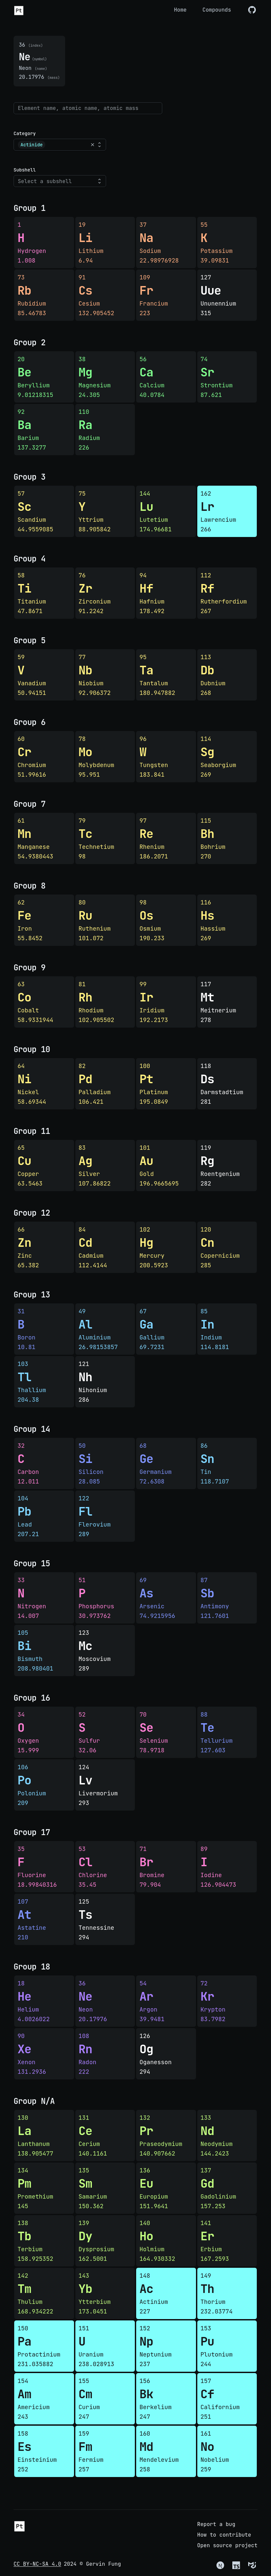 Pt
Home
Compounds
36 (index)
Ne (symbol)
Neon (name)
20.17976 (mass)
Element name, atomic name, atomic mass
Category
Actinide
Subshell
Select a subshell
Group 1
1
H
Hydrogen
1.008
19
Li
Lithium
6.94
37
Na
Sodium
22.98976928
55
K
Potassium
39.09831
73
Rb
Rubidium
85.46783
91
Cs
Cesium
132.905452
109
Fr
Francium
223
127
Uue
Ununennium
315
Group 2
20
Be
Beryllium
9.01218315
38
Mg
Magnesium
24.305
56
Ca
Calcium
40.0784
74
Sr
Strontium
87.621
92
Ba
Barium
137.3277
110
Ra
Radium
226
Group 3
57
Sc
Scandium
44.9559085
75
Y
Yttrium
88.905842
144
Lu
Lutetium
174.96681
162
Lr
Lawrencium
266
Group 4
58
Ti
Titanium
47.8671
76
Zr
Zirconium
91.2242
94
Hf
Hafnium
178.492
112
Rf
Rutherfordium
267
Group 5
59
V
Vanadium
50.94151
77
Nb
Niobium
92.906372
95
Ta
Tantalum
180.947882
113
Db
Dubnium
268
Group 6
60
Cr
Chromium
51.99616
78
Mo
Molybdenum
95.951
96
W
Tungsten
183.841
114
Sg
Seaborgium
269
Group 7
61
Mn
Manganese
54.9380443
79
Tc
Technetium
98
97
Re
Rhenium
186.2071
115
Bh
Bohrium
270
Group 8
62
Fe
Iron
55.8452
80
Ru
Ruthenium
101.072
98
Os
Osmium
190.233
116
Hs
Hassium
269
Group 9
63
Co
Cobalt
58.9331944
81
Rh
Rhodium
102.905502
99
Ir
Iridium
192.2173
117
Mt
Meitnerium
278
Group 10
64
Ni
Nickel
58.69344
82
Pd
Palladium
106.421
100
Pt
Platinum
195.0849
118
Ds
Darmstadtium
281
Group 11
65
Cu
Copper
63.5463
83
Ag
Silver
107.86822
101
Au
Gold
196.9665695
119
Rg
Roentgenium
282
Group 12
66
Zn
Zinc
65.382
84
Cd
Cadmium
112.4144
102
Hg
Mercury
200.5923
120
Cn
Copernicium
285
Group 13
31
B
Boron
10.81
49
Al
Aluminium
26.98153857
67
Ga
Gallium
69.7231
85
In
Indium
114.8181
103
Tl
Thallium
204.38
121
Nh
Nihonium
286
Group 14
32
C
Carbon
12.011
50
Si
Silicon
28.085
68
Ge
Germanium
72.6308
86
Sn
Tin
118.7107
104
Pb
Lead
207.21
122
Fl
Flerovium
289
Group 15
33
N
Nitrogen
14.007
51
P
Phosphorus
30.973762
69
As
Arsenic
74.9215956
87
Sb
Antimony
121.7601
105
Bi
Bismuth
208.980401
123
Mc
Moscovium
289
Group 16
34
O
Oxygen
15.999
52
S
Sulfur
32.06
70
Se
Selenium
78.9718
88
Te
Tellurium
127.603
106
Po
Polonium
209
124
Lv
Livermorium
293
Group 17
35
F
Fluorine
18.99840316
53
Cl
Chlorine
35.45
71
Br
Bromine
79.904
89
I
Iodine
126.904473
107
At
Astatine
210
125
Ts
Tennessine
294
Group 18
18
He
Helium
4.0026022
36
Ne
Neon
20.17976
54
Ar
Argon
39.9481
72
Kr
Krypton
83.7982
90
Xe
Xenon
131.2936
108
Rn
Radon
222
126
Og
Oganesson
294
Group N/A
130
La
Lanthanum
138.905477
131
Ce
Cerium
140.1161
132
Pr
Praseodymium
140.907662
133
Nd
Neodymium
144.2423
134
Pm
Promethium
145
135
Sm
Samarium
150.362
136
Eu
Europium
151.9641
137
Gd
Gadolinium
157.253
138
Tb
Terbium
158.925352
139
Dy
Dysprosium
162.5001
140
Ho
Holmium
164.930332
141
Er
Erbium
167.2593
142
Tm
Thulium
168.934222
143
Yb
Ytterbium
173.0451
148
Ac
Actinium
227
149
Th
Thorium
232.03774
150
Pa
Protactinium
231.035882
151
U
Uranium
238.028913
152
Np
Neptunium
237
153
Pu
Plutonium
244
154
Am
Americium
243
155
Cm
Curium
247
156
Bk
Berkelium
247
157
Cf
Californium
251
158
Es
Einsteinium
252
159
Fm
Fermium
257
160
Md
Mendelevium
258
161
No
Nobelium
259
Pt
Report a bug
How to contribute
Open source project
CC BY-NC-SA 4.0 2024 © Gervin Fung